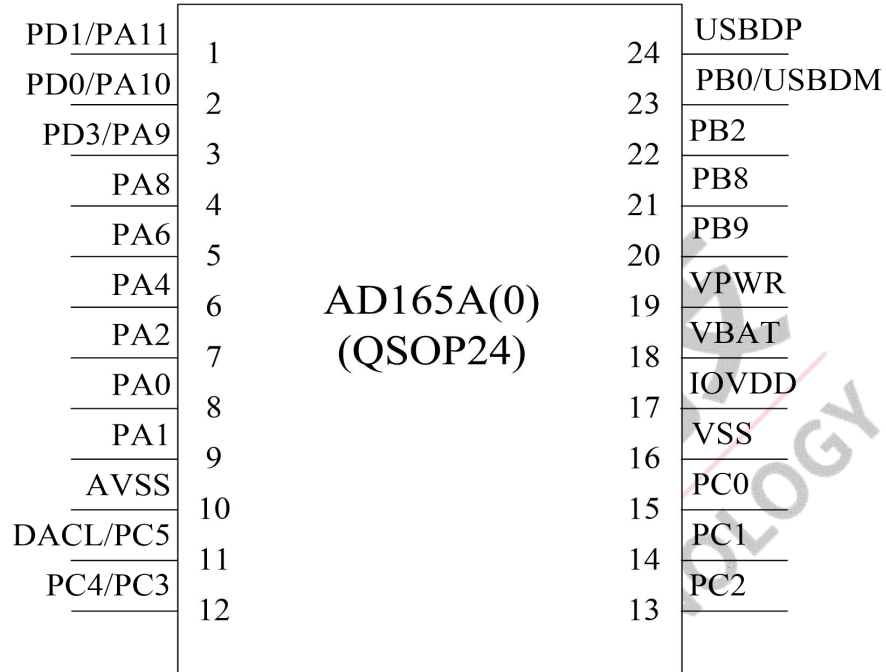 PD1/PA11 1
PD0/PA10 2
PD3/PA9 3
PA8 4
PA6 5
PA4 6
PA2 7
PA0 8
PA1 9
AVSS 10
DACL/PC5 11
PC4/PC3 12
AD165A(0)
(QSOP24)
24 USBDP
23 PB0/USBDM
22 PB2
21 PB8
20 PB9
19 VPWR
18 VBAT
17 IOVDD
16 VSS
15 PC0
14 PC1
13 PC2